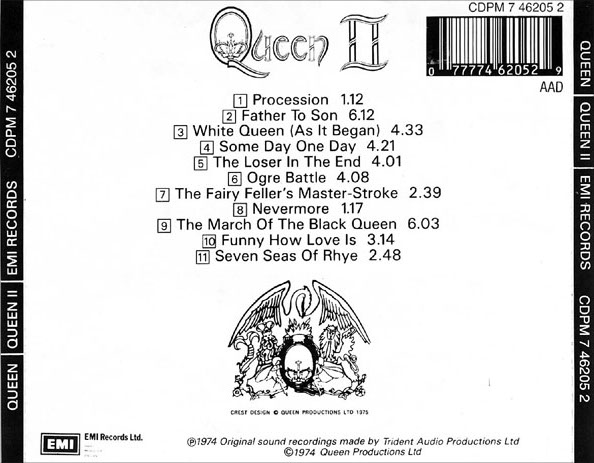 CDPM 7 46205 2
Queen II
0 77774 62052 9
AAD
1 Procession 1.12
2 Father To Son 6.12
3 White Queen (As It Began) 4.33
4 Some Day One Day 4.21
5 The Loser In The End 4.01
6 Ogre Battle 4.08
7 The Fairy Feller's Master-Stroke 2.39
8 Nevermore 1.17
9 The March Of The Black Queen 6.03
10 Funny How Love Is 3.14
11 Seven Seas Of Rhye 2.48
CREST DESIGN © QUEEN PRODUCTIONS LTD 1975
EMI EMI Records Ltd.
℗1974 Original sound recordings made by Trident Audio Productions Ltd
©1974 Queen Productions Ltd
QUEEN QUEEN II EMI RECORDS CDPM 7 46205 2
QUEEN QUEEN II EMI RECORDS CDPM 7 46205 2